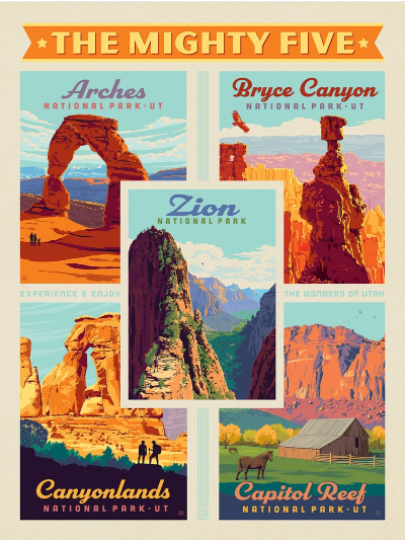 THE MIGHTY FIVE
Arches
NATIONAL PARK · UT
Bryce Canyon
NATIONAL PARK · UT
Zion
NATIONAL PARK
EXPERIENCE & ENJOY
THE WONDERS OF UTAH
Canyonlands
NATIONAL PARK · UT
Capitol Reef
NATIONAL PARK · UT